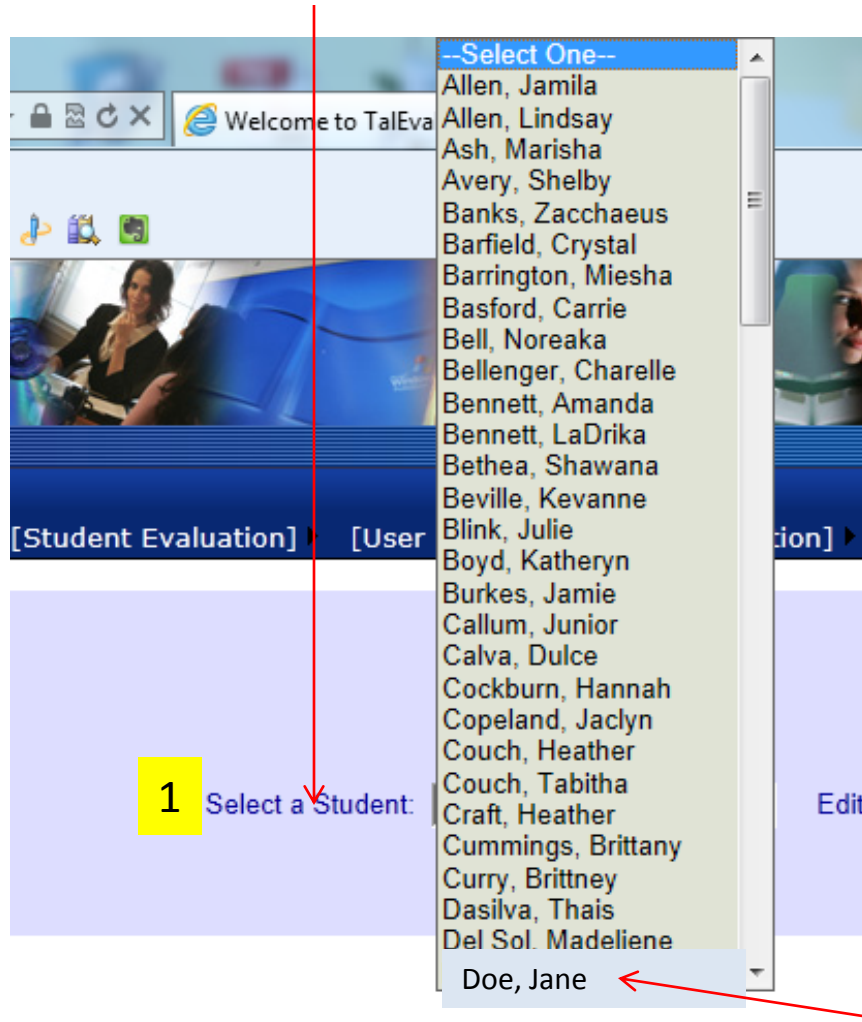 --Select One--
Welcome to TalEva
Allen, Jamila
Allen, Lindsay
Ash, Marisha
Avery, Shelby
Banks, Zacchaeus
Barfield, Crystal
Barrington, Miesha
Basford, Carrie
Bell, Noreaka
Bellenger, Charelle
Bennett, Amanda
Bennett, LaDrika
Bethea, Shawana
Beville, Kevanne
[Student Evaluation] [User Blink, Julie tion]
Boyd, Katheryn
Burkes, Jamie
Callum, Junior
Calva, Dulce
Cockburn, Hannah
Copeland, Jaclyn
Couch, Heather
Couch, Tabitha
1 Select a Student: Craft, Heather Edit
Cummings, Brittany
Curry, Brittney
Dasilva, Thais
Del Sol, Madeliene
Doe, Jane